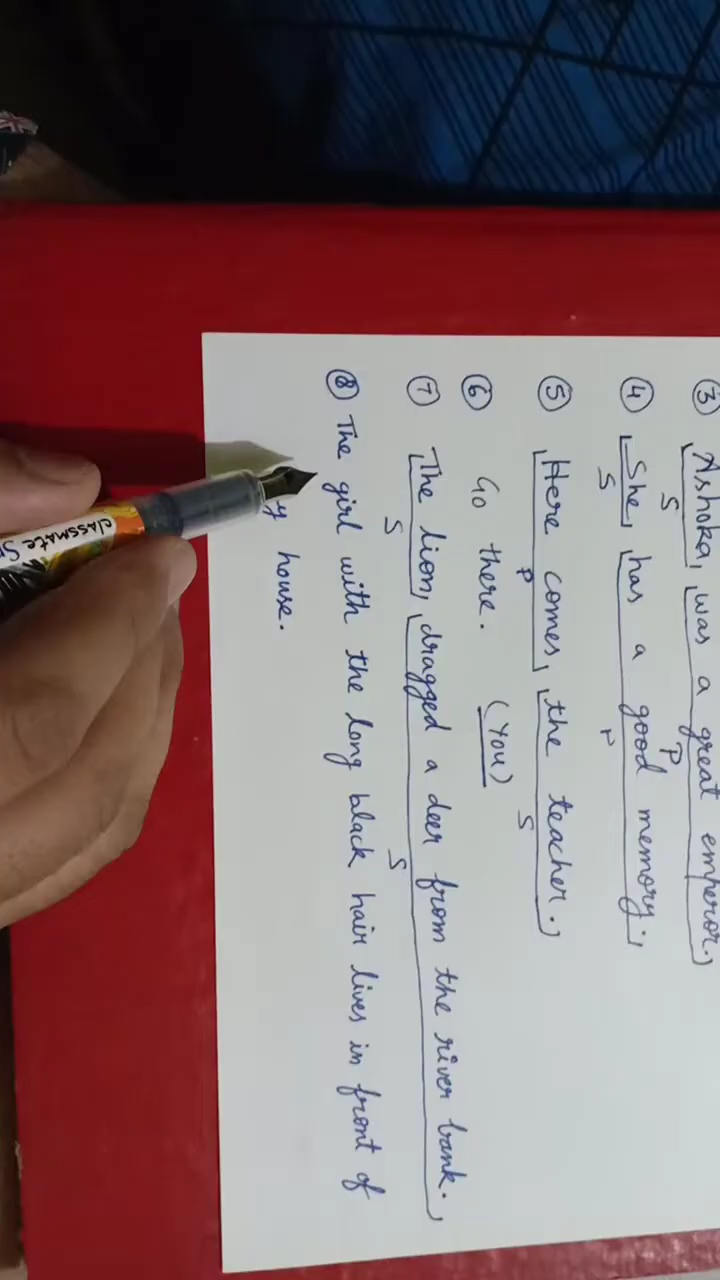 ③ Ashoka, was a great emperor.
S P
④ She, has a good memory.
S P
⑤ Here comes, the teacher.
P S
⑥ Go there. (You)
⑦ The lion, dragged a deer from the river bank.
S S
⑧ The girl with the long black hair lives in front of
y house.
classmate